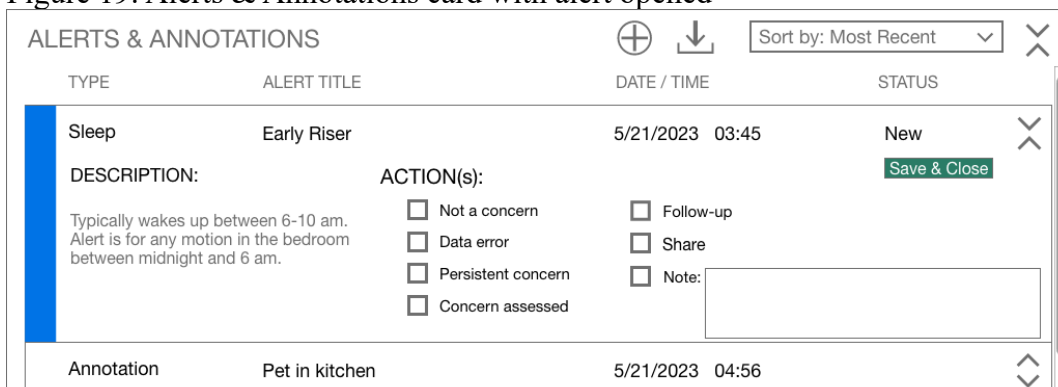 Figure 19: Alerts & Annotations card with alert opened
ALERTS & ANNOTATIONS Sort by: Most Recent
TYPE ALERT TITLE DATE / TIME STATUS
Sleep Early Riser 5/21/2023 03:45 New
Save & Close
DESCRIPTION: ACTION(s):
Typically wakes up between 6-10 am.
Alert is for any motion in the bedroom
between midnight and 6 am.
Not a concern Follow-up
Data error Share
Persistent concern Note:
Concern assessed
Annotation Pet in kitchen 5/21/2023 04:56